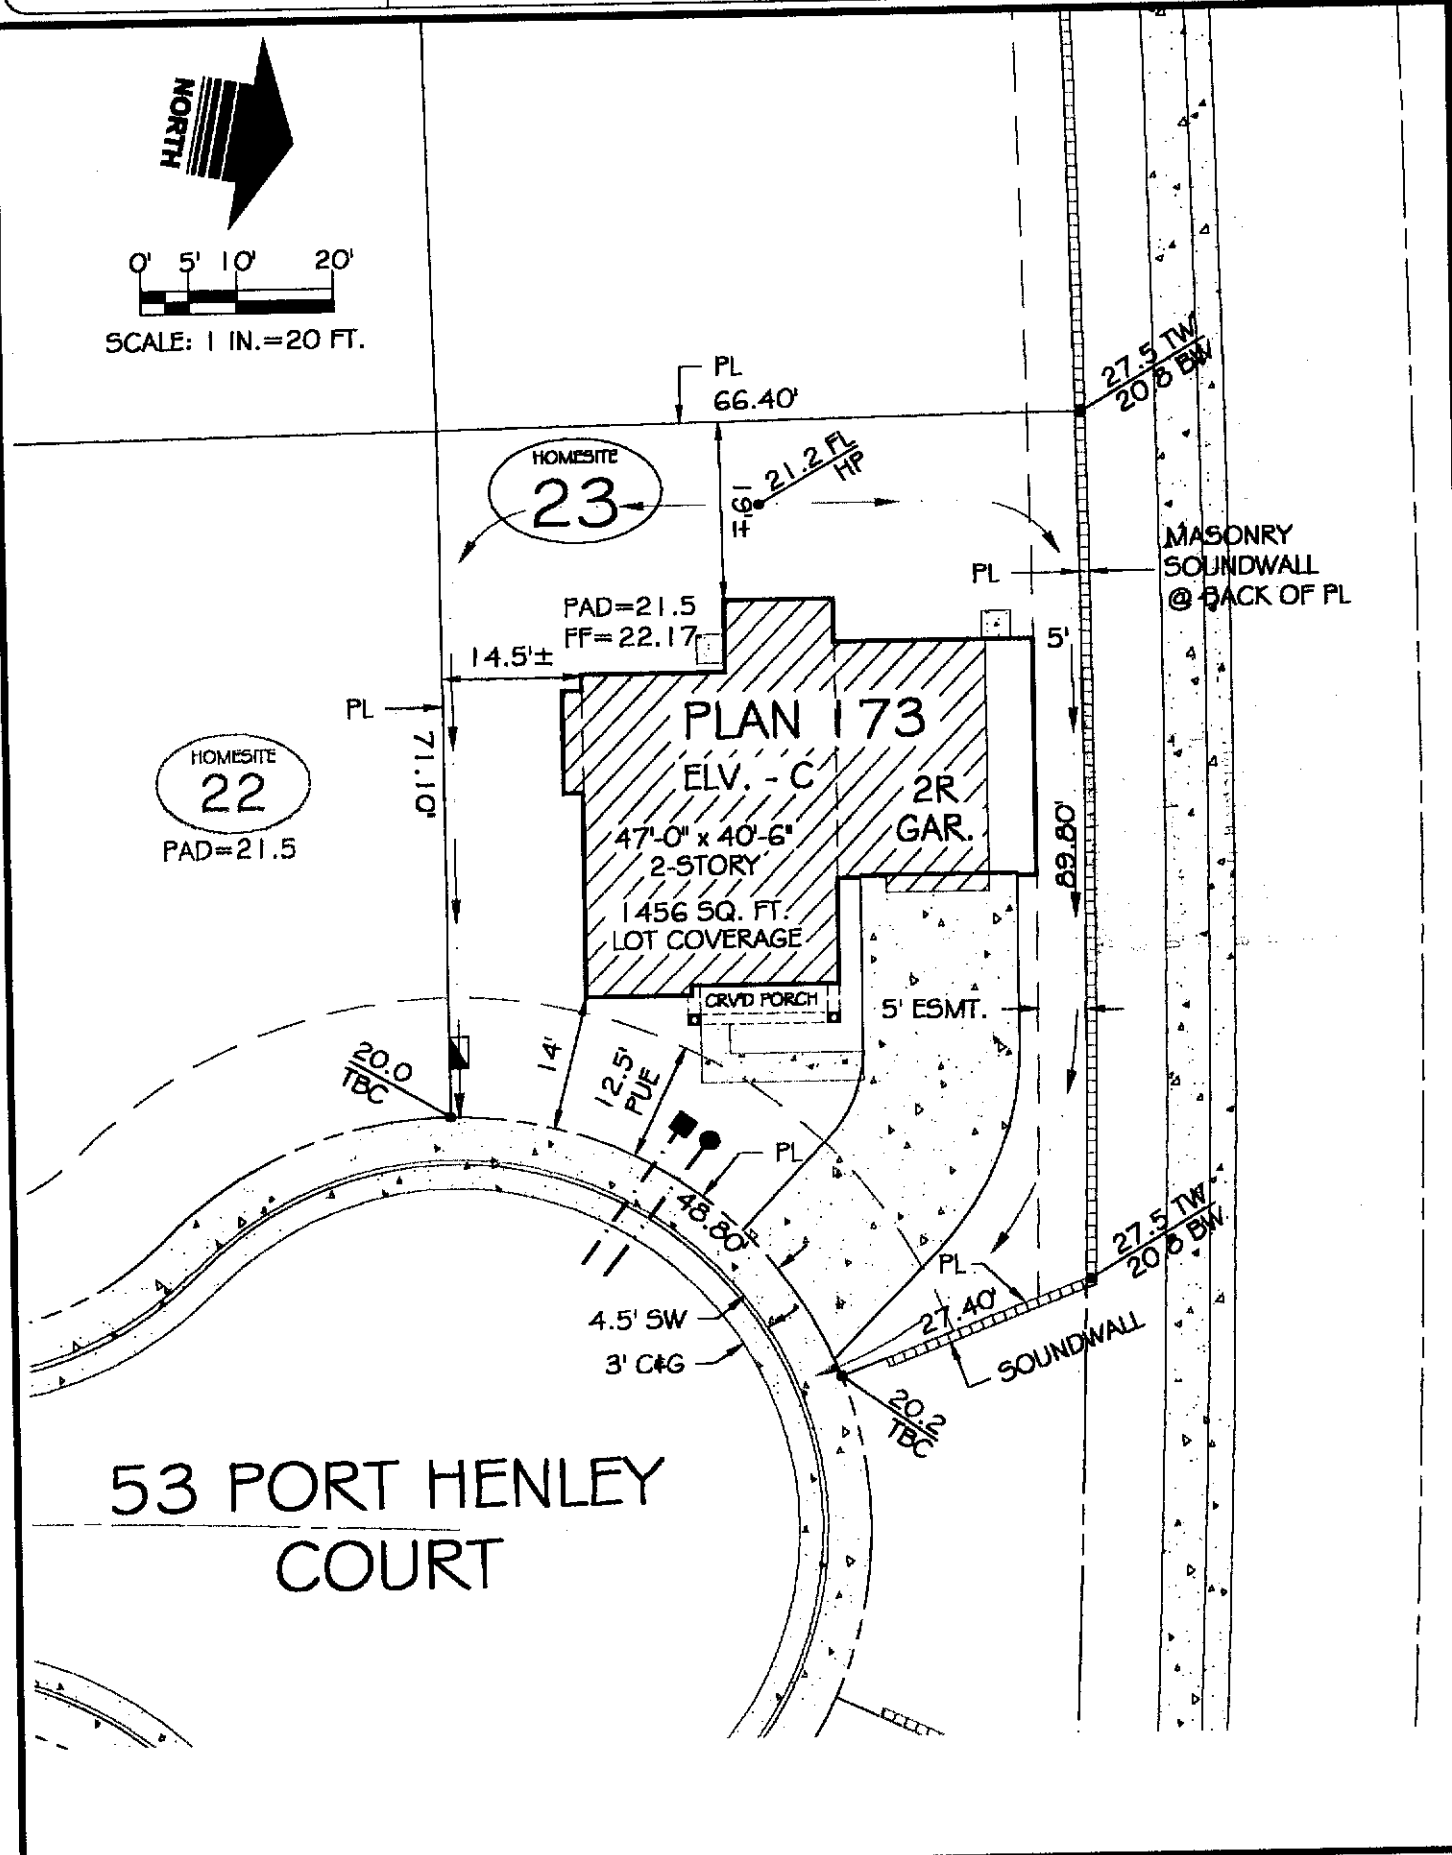 NORTH
0' 5' 10' 20'
SCALE: 1 IN.=20 FT.
PL
66.40'
27.5 TW
20.8 BW
HOMESITE
23
21.2 FL
HP
19'±
MASONRY
SOUNDWALL
@ BACK OF PL
PL
PAD=21.5
FF=22.17
14.5'±
5'
PL
71.10'
HOMESITE
22
PAD=21.5
PLAN 173
ELV. - C
2R
GAR.
47'-0" x 40'-6"
2-STORY
1456 SQ. FT.
LOT COVERAGE
89.80'
CRV'D PORCH
5' ESMT.
20.0
TBC
14'
12.5'
PUE
PL
48.80'
27.5 TW
20.8 BW
PL
27.40'
4.5' SW
3' C&G
SOUNDWALL
20.2
TBC
53 PORT HENLEY
COURT